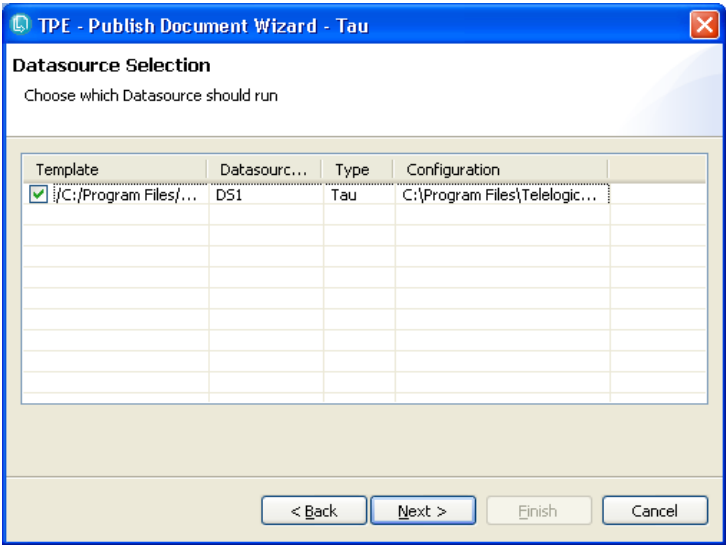 TPE - Publish Document Wizard - Tau
Datasource Selection
Choose which Datasource should run
Template Datasourc... Type Configuration
/C:/Program Files/... DS1 Tau C:\Program Files\Telelogic...
< Back Next > Finish Cancel